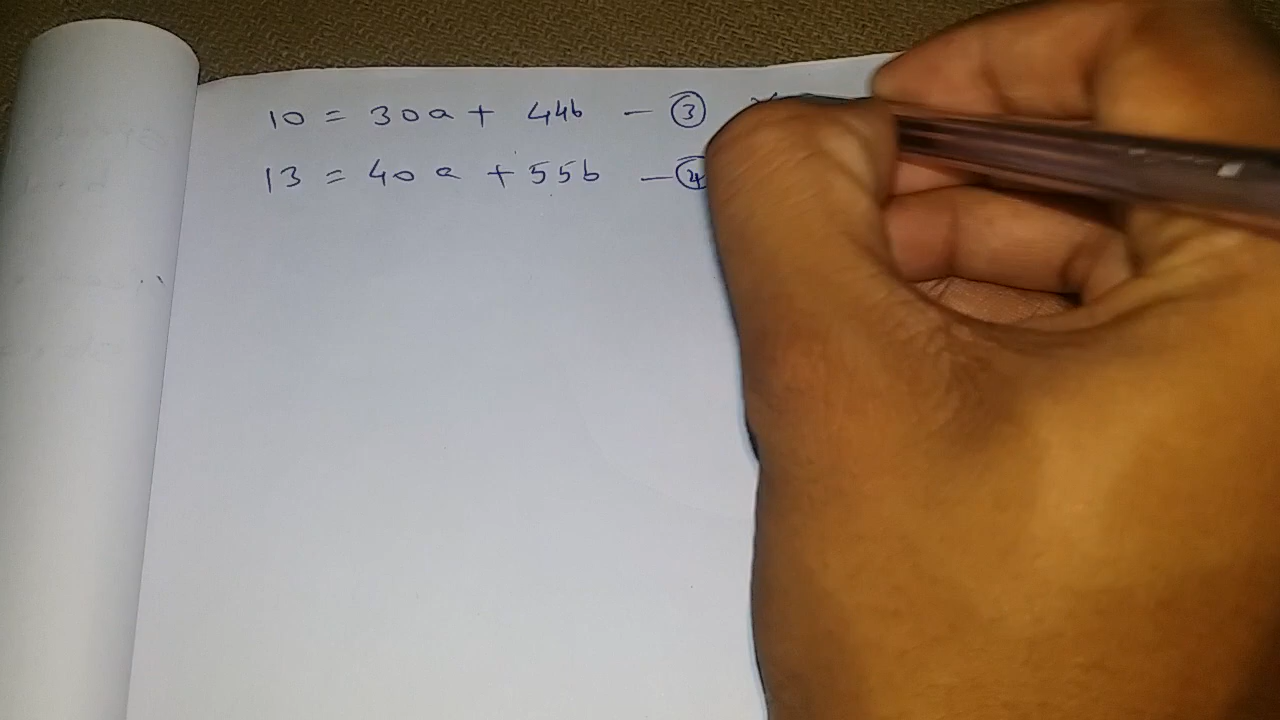 10 = 30a + 44b — ③ ×
13 = 40a + 55b — ④